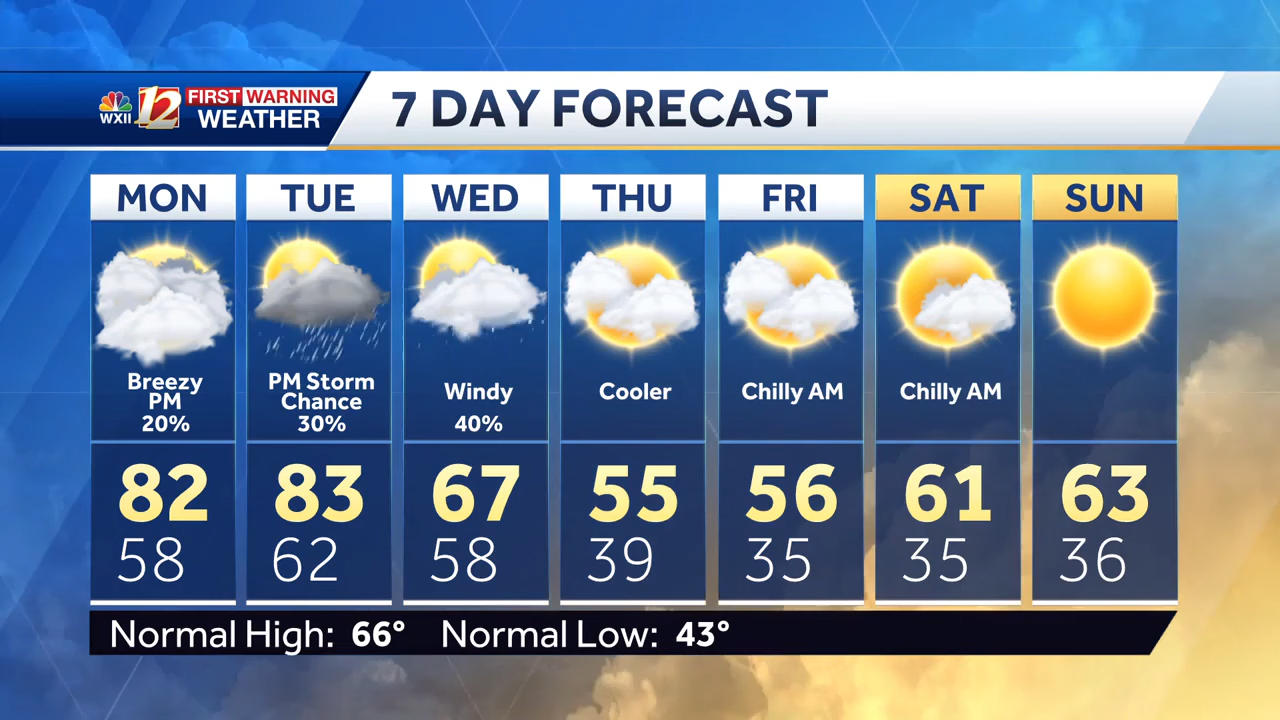 WXII 12 FIRST WARNING
WEATHER
7 DAY FORECAST
MON
Breezy
PM
20%
82
58
TUE
PM Storm
Chance
30%
83
62
WED
Windy
40%
67
58
THU
Cooler
55
39
FRI
Chilly AM
56
35
SAT
Chilly AM
61
35
SUN
63
36
Normal High: 66° Normal Low: 43°